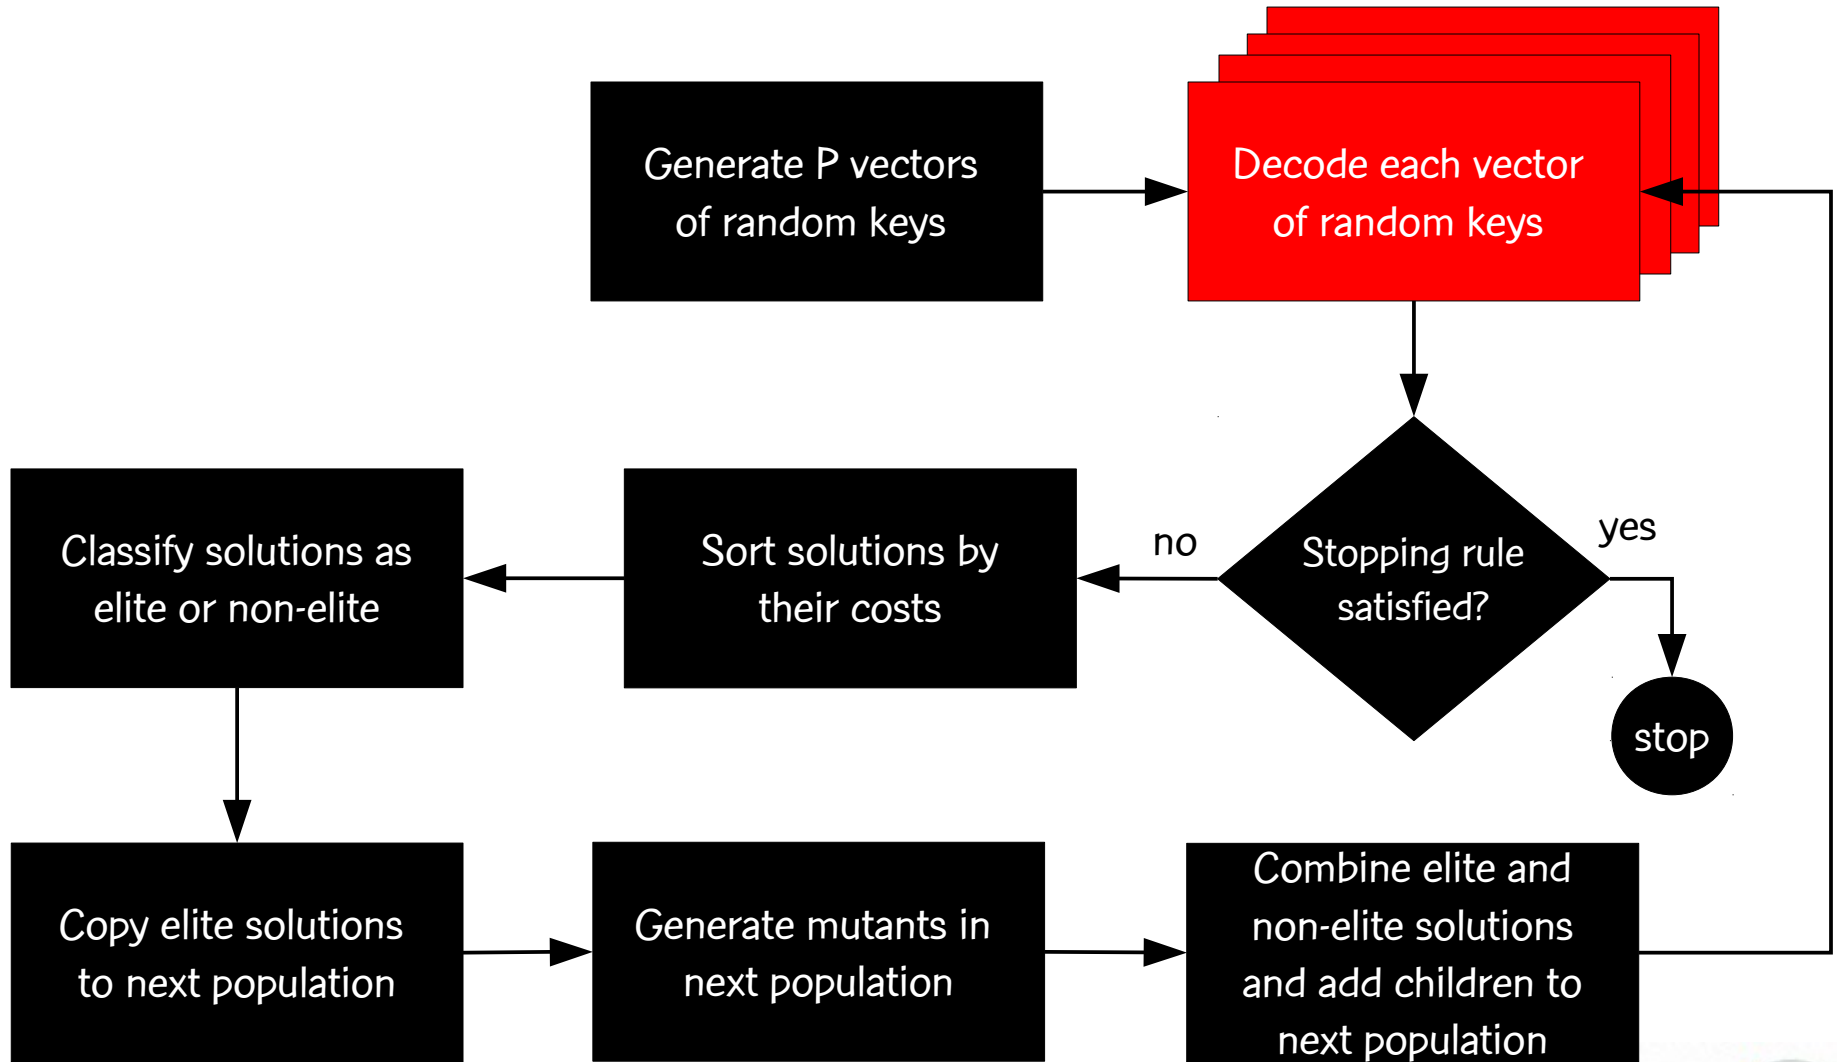 Generate P vectors
of random keys
Decode each vector
of random keys
Stopping rule
satisfied?
yes
stop
no
Sort solutions by
their costs
Classify solutions as
elite or non-elite
Copy elite solutions
to next population
Generate mutants in
next population
Combine elite and
non-elite solutions
and add children to
next population